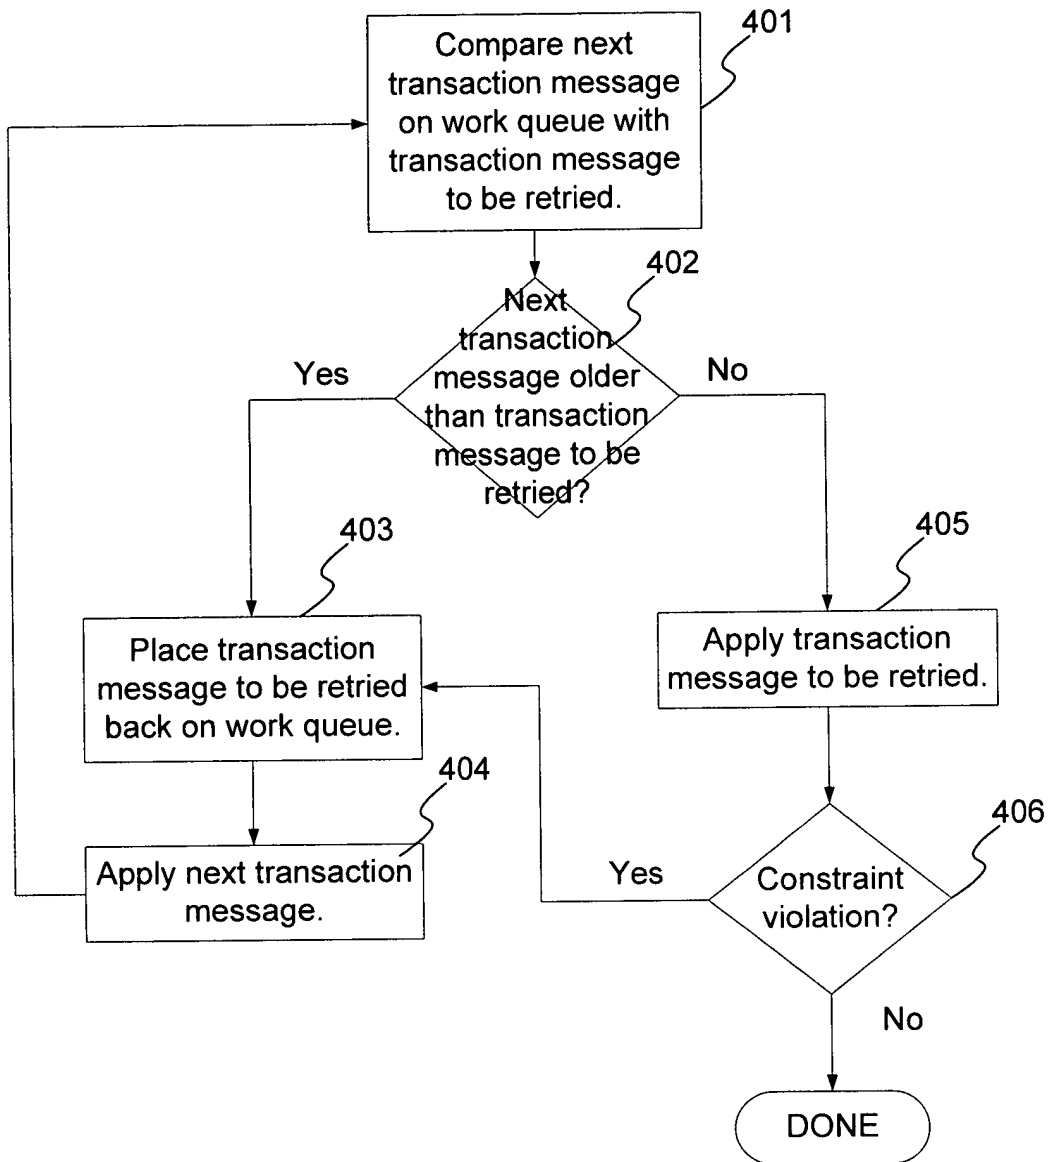 401
Compare next
transaction message
on work queue with
transaction message
to be retried.
402
Next
transaction
message older
than transaction
message to be
retried?
Yes
No
403
Place transaction
message to be retried
back on work queue.
405
Apply transaction
message to be retried.
404
Apply next transaction
message.
406
Constraint
violation?
Yes
No
DONE